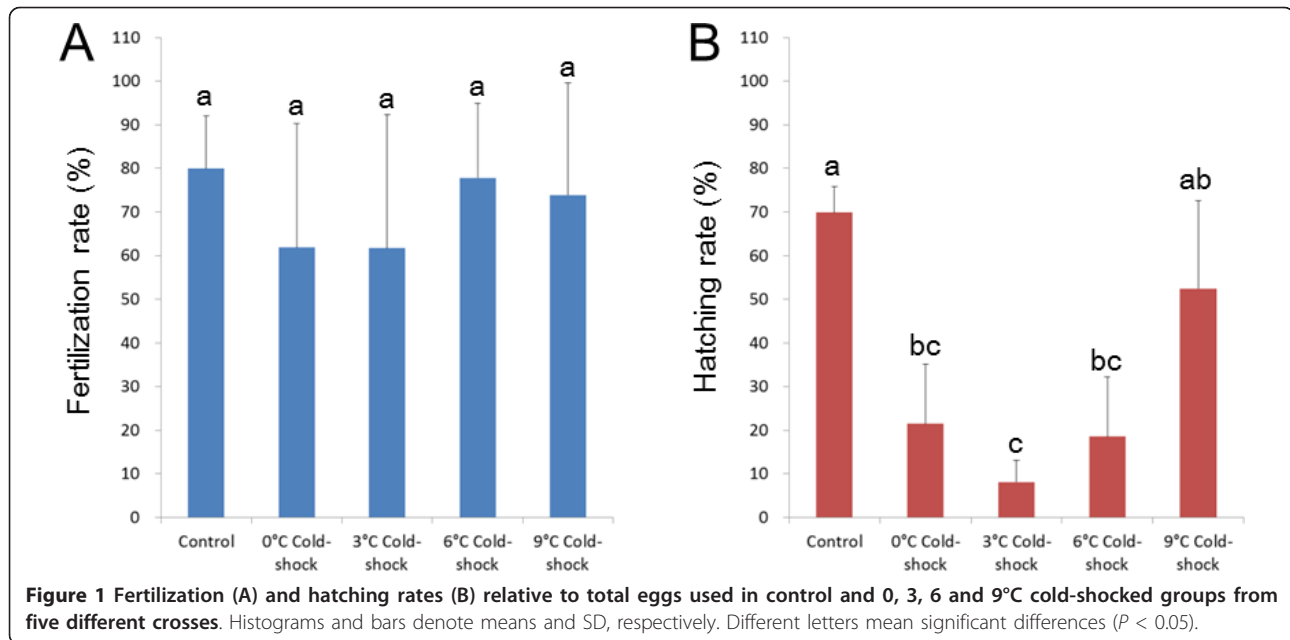 A
Fertilization rate (%)
110
100
90
80
70
60
50
40
30
20
10
0
a
a
a
a
a
Control
0°C Cold-
shock
3°C Cold-
shock
6°C Cold-
shock
9°C Cold-
shock
B
Hatching rate (%)
110
100
90
80
70
60
50
40
30
20
10
0
a
bc
c
bc
ab
Control
0°C Cold-
shock
3°C Cold-
shock
6°C Cold-
shock
9°C Cold-
shock
Figure 1 Fertilization (A) and hatching rates (B) relative to total eggs used in control and 0, 3, 6 and 9°C cold-shocked groups from
five different crosses. Histograms and bars denote means and SD, respectively. Different letters mean significant differences (P < 0.05).